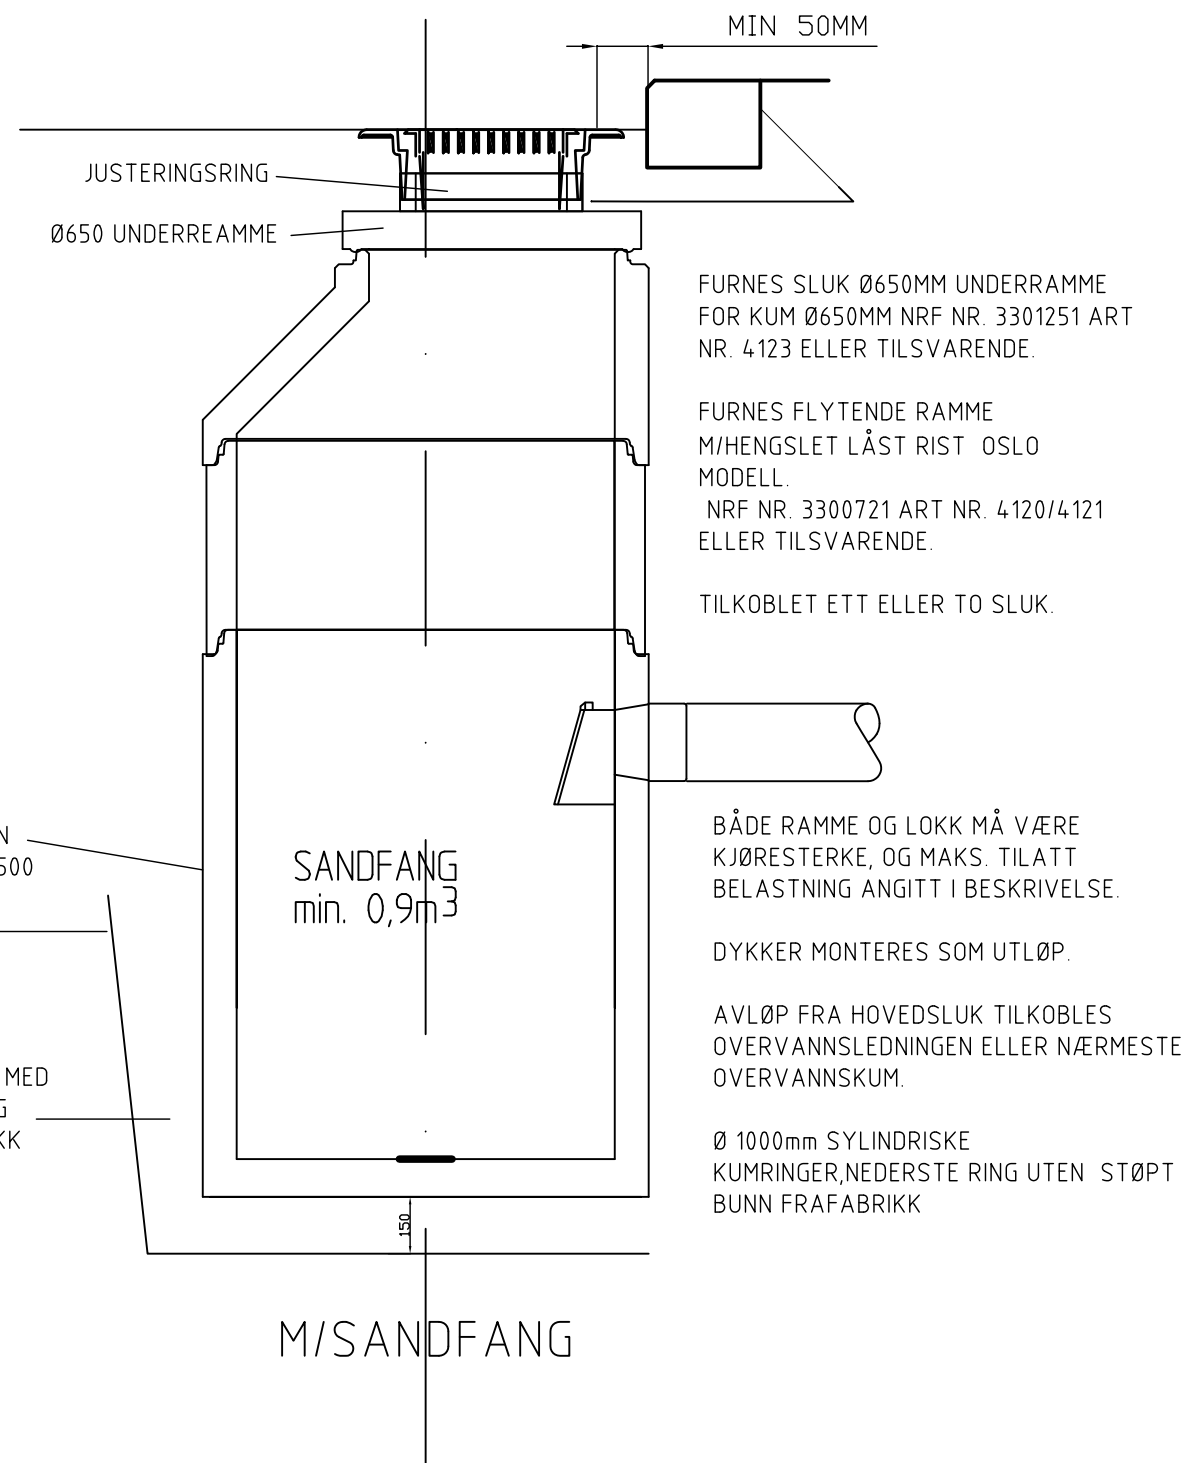 MIN 50MM
JUSTERINGSRING
Ø650 UNDERREAMME
FURNES SLUK Ø650MM UNDERRAMME
FOR KUM Ø650MM NRF NR. 3301251 ART
NR. 4123 ELLER TILSVARENDE.
FURNES FLYTENDE RAMME
M/HENGSLET LÅST RIST OSLO
MODELL.
NRF NR. 3300721 ART NR. 4120/4121
ELLER TILSVARENDE.
TILKOBLET ETT ELLER TO SLUK.
N
500
SANDFANG
min. 0,9m3
BÅDE RAMME OG LOKK MÅ VÆRE
KJØRESTERKE, OG MAKS. TILATT
BELASTNING ANGITT I BESKRIVELSE.
DYKKER MONTERES SOM UTLØP.
AVLØP FRA HOVEDSLUK TILKOBLES
OVERVANNSLEDNINGEN ELLER NÆRMESTE
OVERVANNSKUM.
MED
G
KK
Ø 1000mm SYLINDRISKE
KUMRINGER,NEDERSTE RING UTEN STØPT
BUNN FRAFABRIKK
150
M/SANDFANG